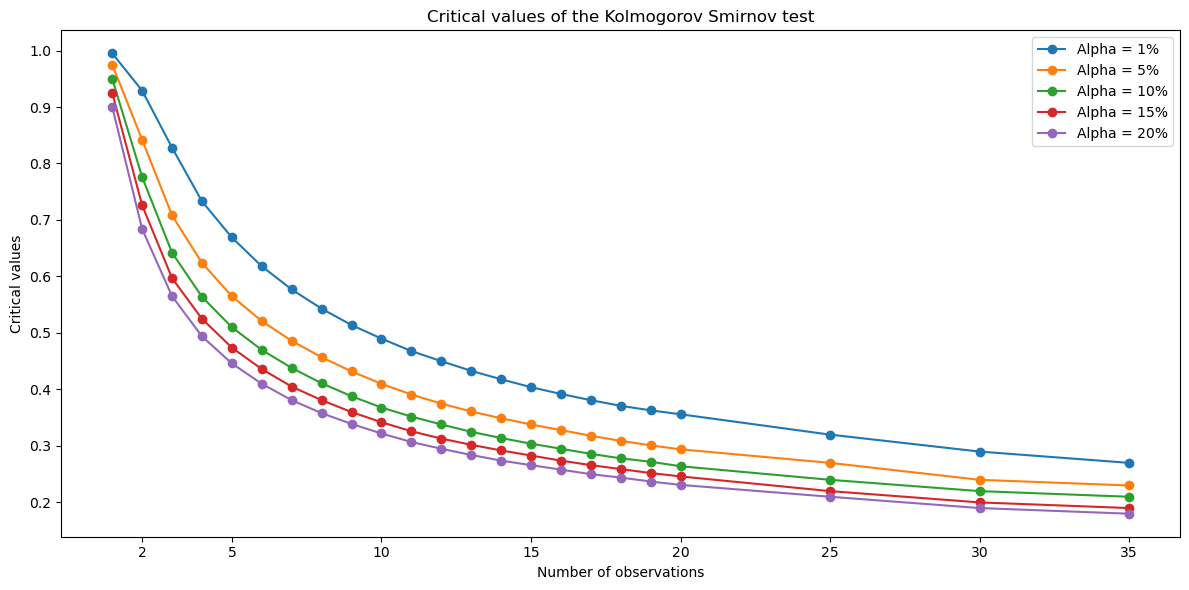 Critical values of the Kolmogorov Smirnov test
Alpha = 1%
Alpha = 5%
Alpha = 10%
Alpha = 15%
Alpha = 20%
Critical values
1.0
0.9
0.8
0.7
0.6
0.5
0.4
0.3
0.2
2 5 10 15 20 25 30 35
Number of observations